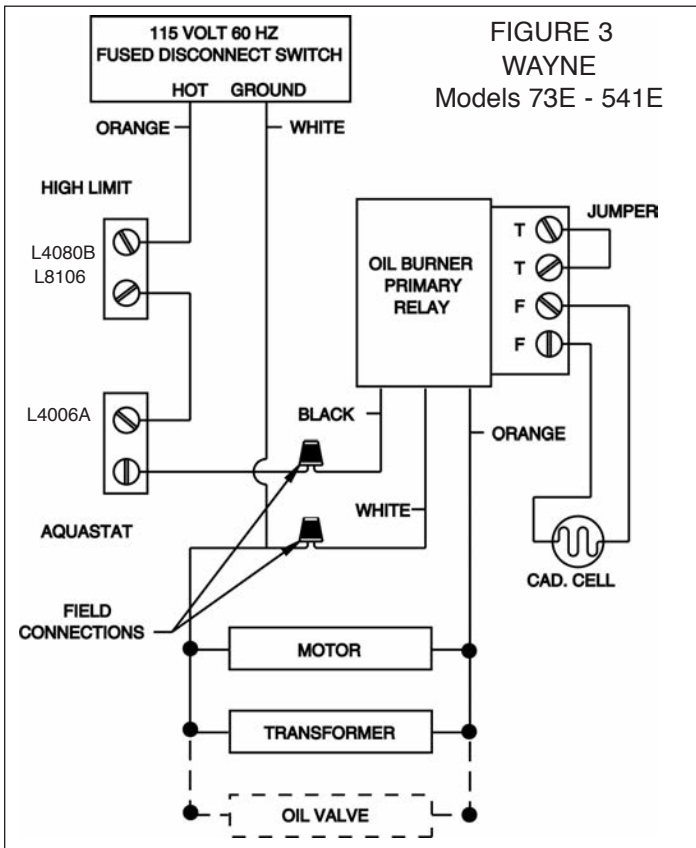 115 VOLT 60 HZ
FUSED DISCONNECT SWITCH
HOT GROUND
FIGURE 3
WAYNE
Models 73E - 541E
ORANGE
WHITE
HIGH LIMIT
L4080B
L8106
OIL BURNER
PRIMARY
RELAY
T
T
F
F
JUMPER
L4006A
BLACK
ORANGE
WHITE
AQUASTAT
CAD. CELL
FIELD
CONNECTIONS
MOTOR
TRANSFORMER
OIL VALVE